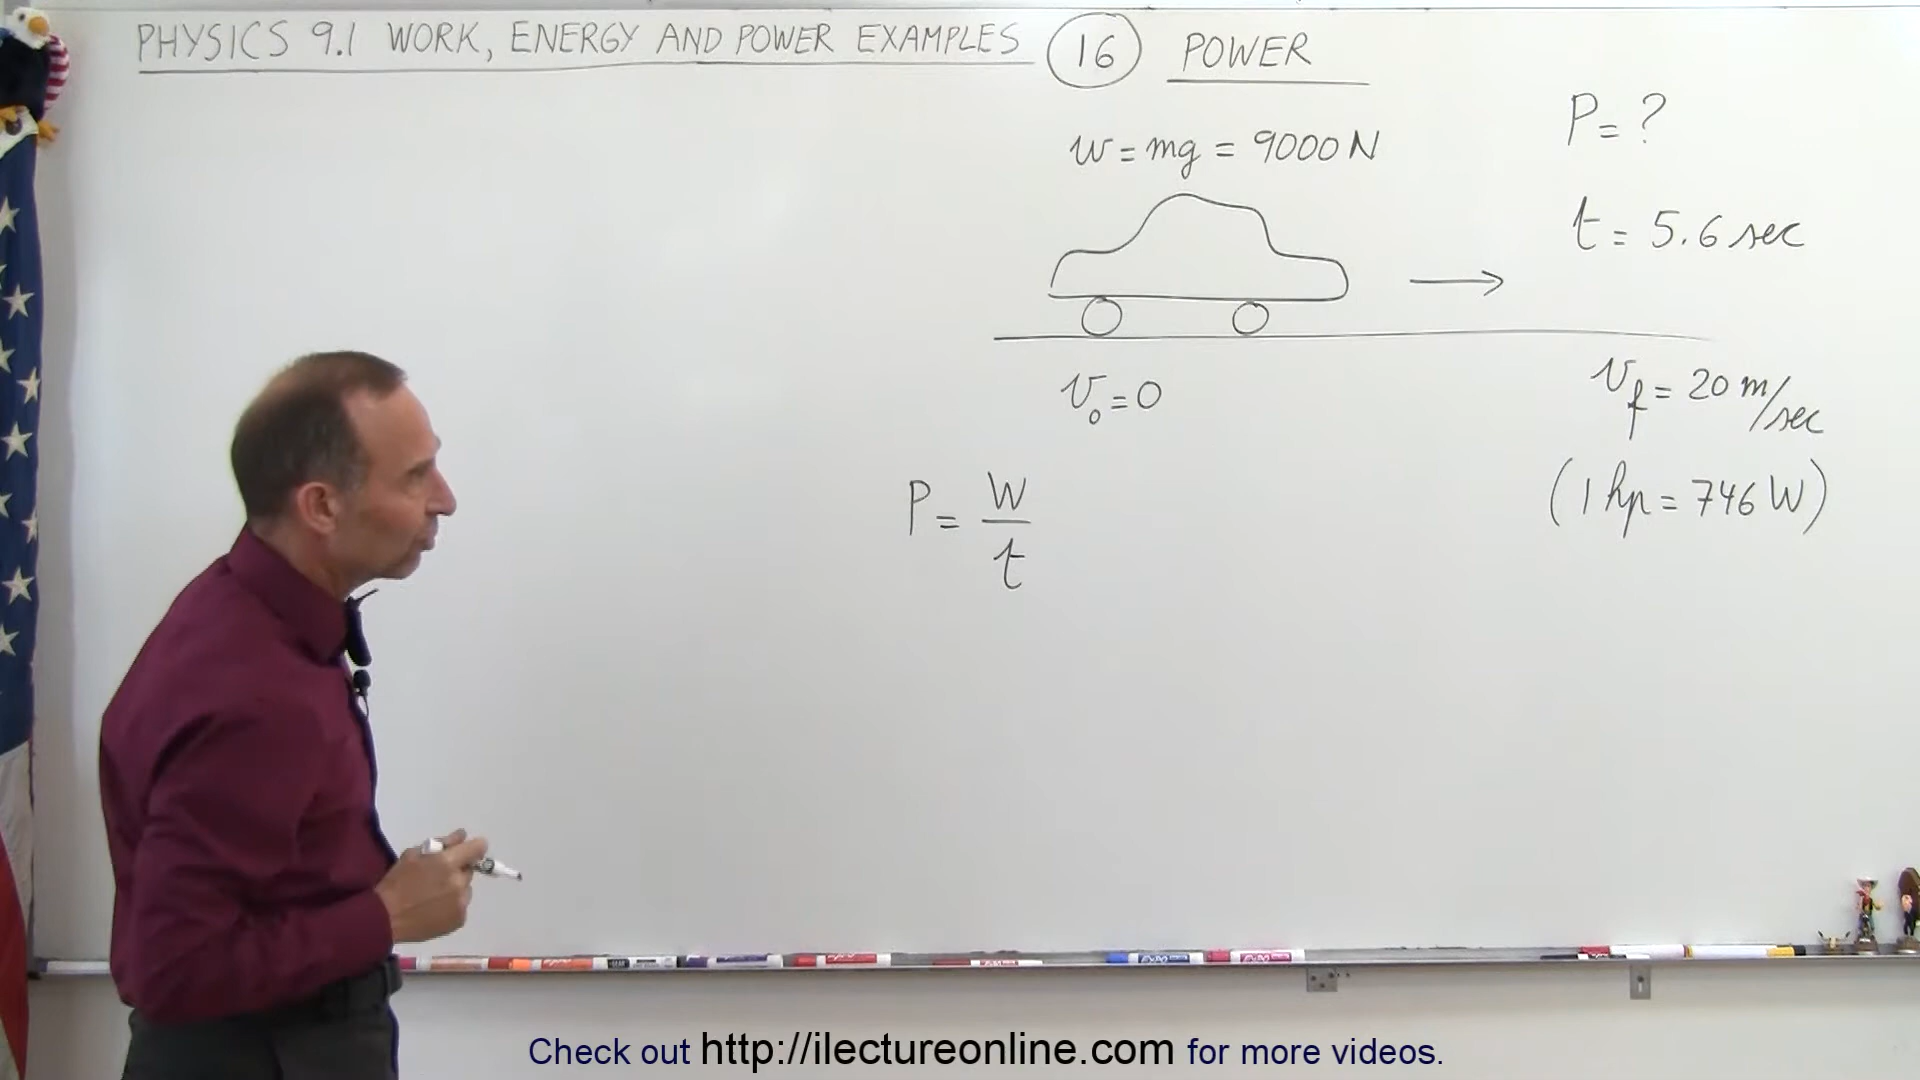 PHYSICS 9.1 WORK, ENERGY AND POWER EXAMPLES 16 POWER
P = ?
w = mg = 9000 N
t = 5.6 sec
v₀ = 0
v_f = 20 m/sec
P = W/t
(1 hp = 746 W)
Check out http://ilectureonline.com for more videos.